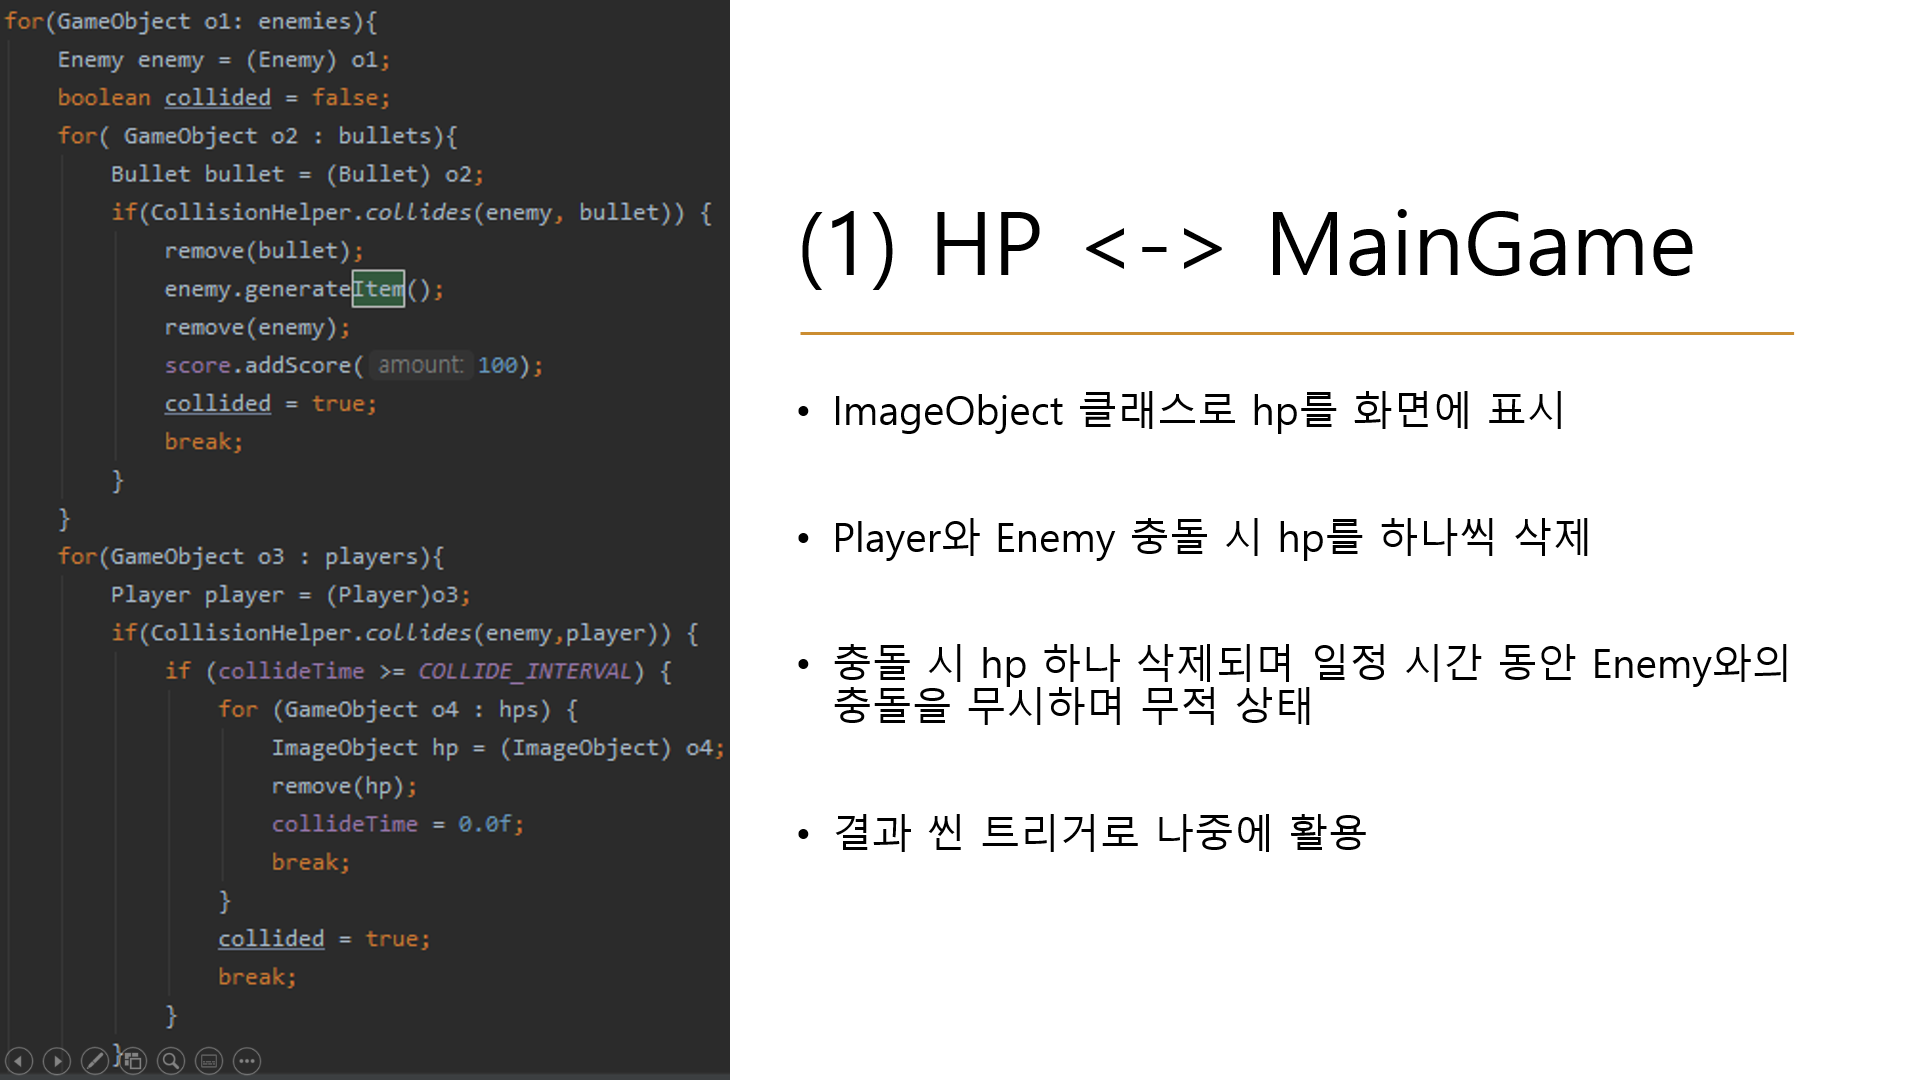 for(GameObject o1: enemies){
Enemy enemy = (Enemy) o1;
boolean collided = false;
for( GameObject o2 : bullets){
Bullet bullet = (Bullet) o2;
if(CollisionHelper.collides(enemy, bullet)) {
remove(bullet);
enemy.generateItem();
remove(enemy);
score.addScore( amount: 100);
collided = true;
break;
}
}
for(GameObject o3 : players){
Player player = (Player)o3;
if(CollisionHelper.collides(enemy,player)) {
if (collideTime >= COLLIDE_INTERVAL) {
for (GameObject o4 : hps) {
ImageObject hp = (ImageObject) o4;
remove(hp);
collideTime = 0.0f;
break;
}
collided = true;
break;
}
}
(1) HP <-> MainGame
• ImageObject 클래스로 hp를 화면에 표시
• Player와 Enemy 충돌 시 hp를 하나씩 삭제
• 충돌 시 hp 하나 삭제되며 일정 시간 동안 Enemy와의
충돌을 무시하며 무적 상태
• 결과 씬 트리거로 나중에 활용